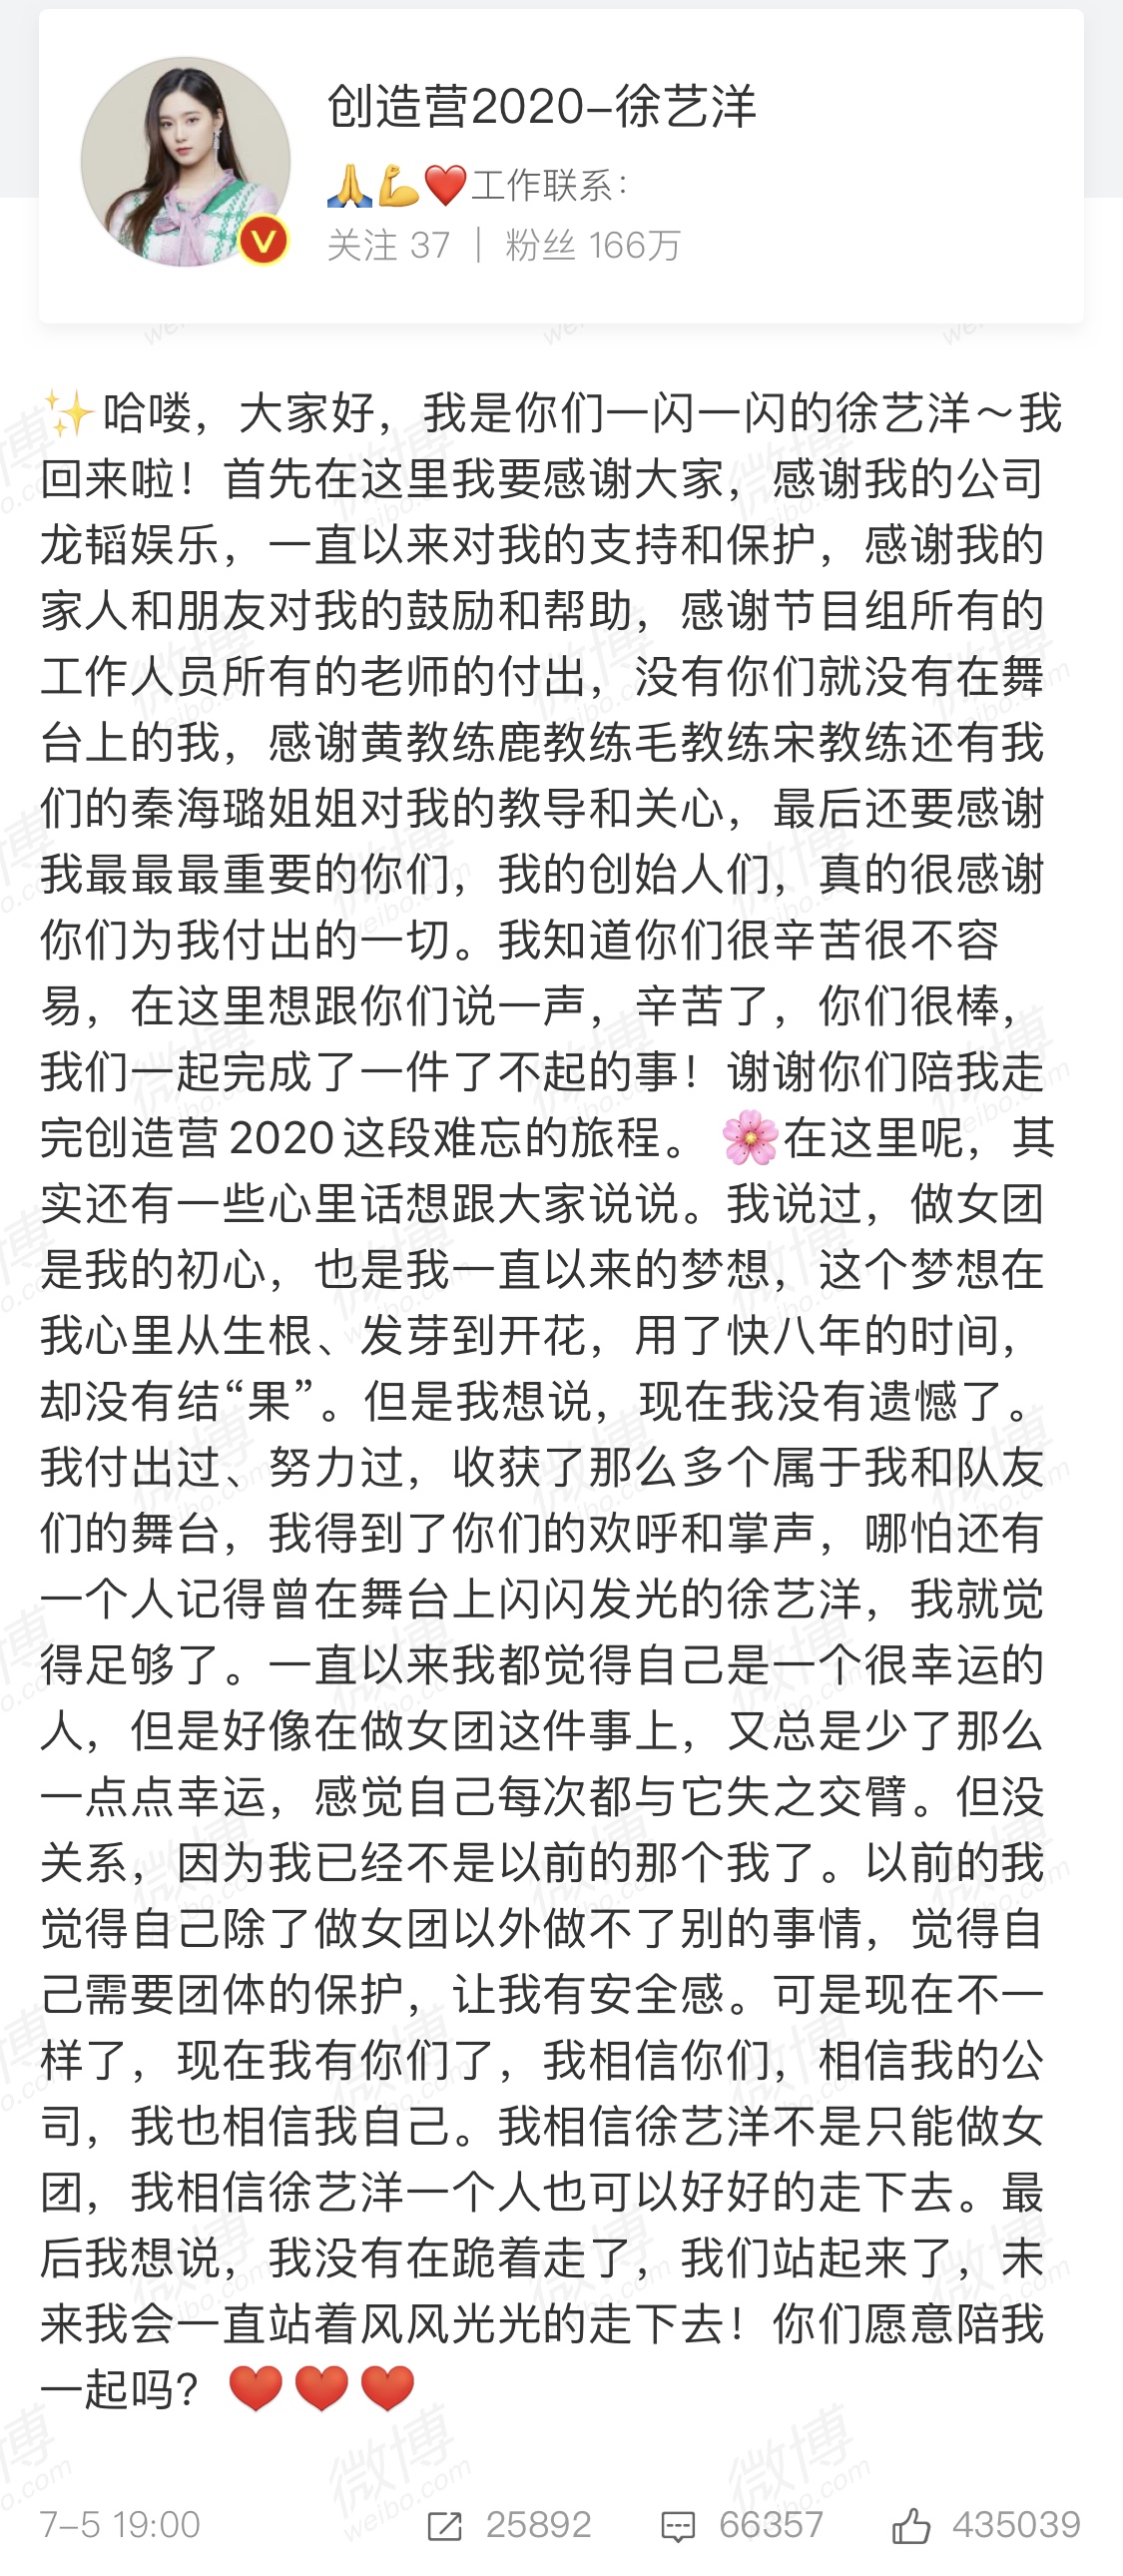 创造营2020-徐艺洋
🙏💪❤️工作联系：
关注 37 | 粉丝 166万
✨哈喽，大家好，我是你们一闪一闪的徐艺洋～我
回来啦！首先在这里我要感谢大家，感谢我的公司
龙韬娱乐，一直以来对我的支持和保护，感谢我的
家人和朋友对我的鼓励和帮助，感谢节目组所有的
工作人员所有的老师的付出，没有你们就没有在舞
台上的我，感谢黄教练鹿教练毛教练宋教练还有我
们的秦海璐姐姐对我的教导和关心，最后还要感谢
我最最最重要的你们，我的创始人们，真的很感谢
你们为我付出的一切。我知道你们很辛苦很不容
易，在这里想跟你们说一声，辛苦了，你们很棒，
我们一起完成了一件了不起的事！谢谢你们陪我走
完创造营2020这段难忘的旅程。🌸在这里呢，其
实还有一些心里话想跟大家说说。我说过，做女团
是我的初心，也是我一直以来的梦想，这个梦想在
我心里从生根、发芽到开花，用了快八年的时间，
却没有结“果”。但是我想说，现在我没有遗憾了。
我付出过、努力过，收获了那么多个属于我和队友
们的舞台，我得到了你们的欢呼和掌声，哪怕还有
一个人记得曾在舞台上闪闪发光的徐艺洋，我就觉
得足够了。一直以来我都觉得自己是一个很幸运的
人，但是好像在做女团这件事上，又总是少了那么
一点点幸运，感觉自己每次都与它失之交臂。但没
关系，因为我已经不是以前的那个我了。以前的我
觉得自己除了做女团以外做不了别的事情，觉得自
己需要团体的保护，让我有安全感。可是现在不一
样了，现在我有你们了，我相信你们，相信我的公
司，我也相信我自己。我相信徐艺洋不是只能做女
团，我相信徐艺洋一个人也可以好好的走下去。最
后我想说，我没有在跪着走了，我们站起来了，未
来我会一直站着风风光光的走下去！你们愿意陪我
一起吗？❤️❤️❤️
7-5 19:00 25892 66357 435039